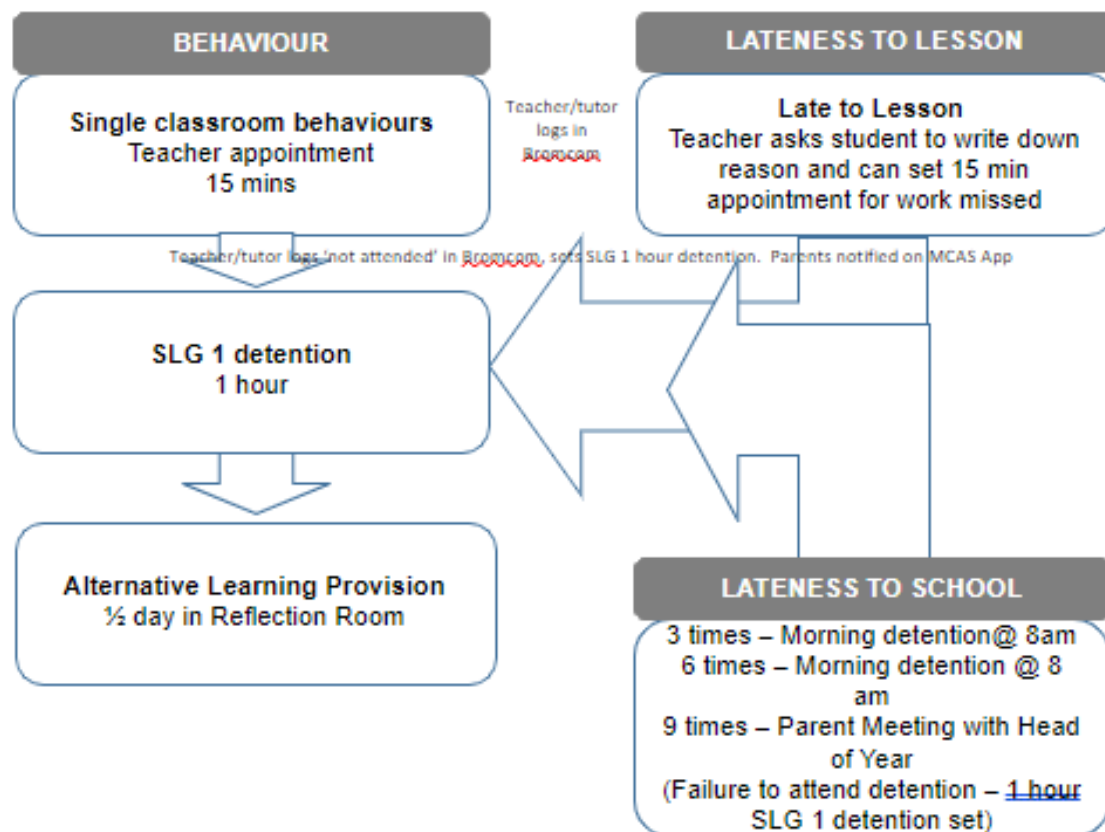 BEHAVIOUR
Single classroom behaviours
Teacher appointment
15 mins
Teacher/tutor
logs in
Bromcom
LATENESS TO LESSON
Late to Lesson
Teacher asks student to write down
reason and can set 15 min
appointment for work missed
Teacher/tutor logs 'not attended' in Bromcom, sets SLG 1 hour detention.  Parents notified on MCAS App
SLG 1 detention
1 hour
Alternative Learning Provision
½ day in Reflection Room
LATENESS TO SCHOOL
3 times – Morning detention@ 8am
6 times – Morning detention @ 8
am
9 times – Parent Meeting with Head
of Year
(Failure to attend detention – 1 hour
SLG 1 detention set)